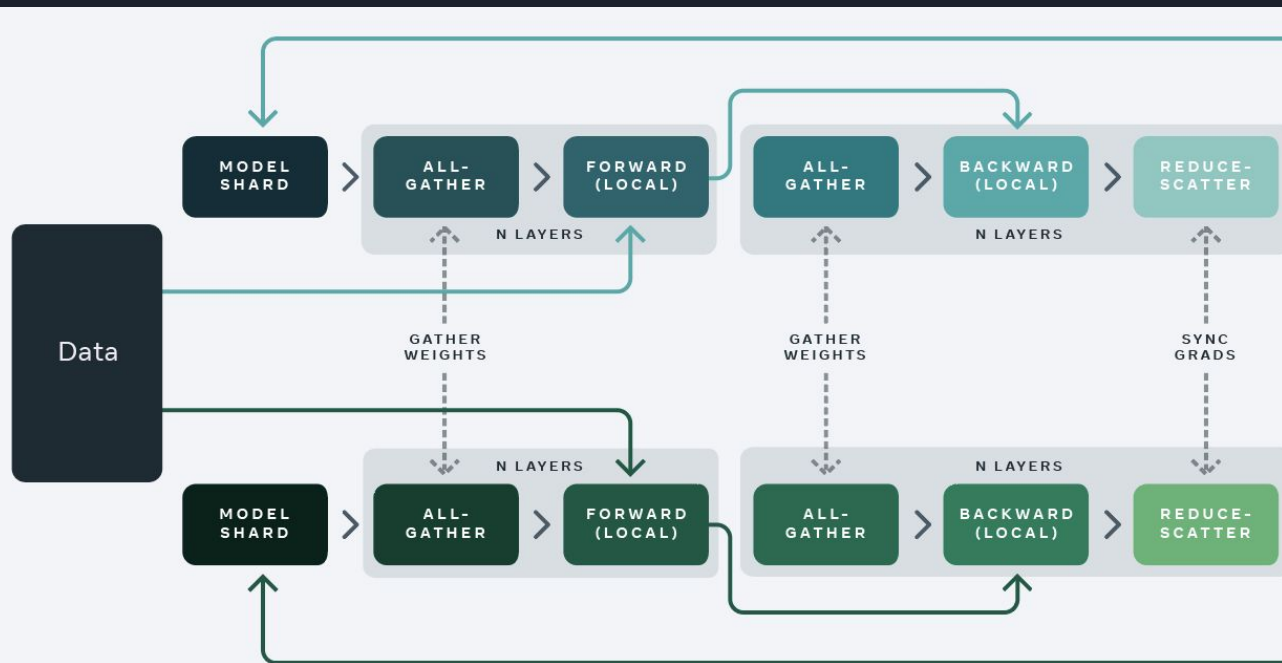 MODEL
SHARD
ALL-
GATHER
FORWARD
(LOCAL)
ALL-
GATHER
BACKWARD
(LOCAL)
REDUCE-
SCATTER
N LAYERS
N LAYERS
Data
GATHER
WEIGHTS
GATHER
WEIGHTS
SYNC
GRADS
N LAYERS
N LAYERS
MODEL
SHARD
ALL-
GATHER
FORWARD
(LOCAL)
ALL-
GATHER
BACKWARD
(LOCAL)
REDUCE-
SCATTER